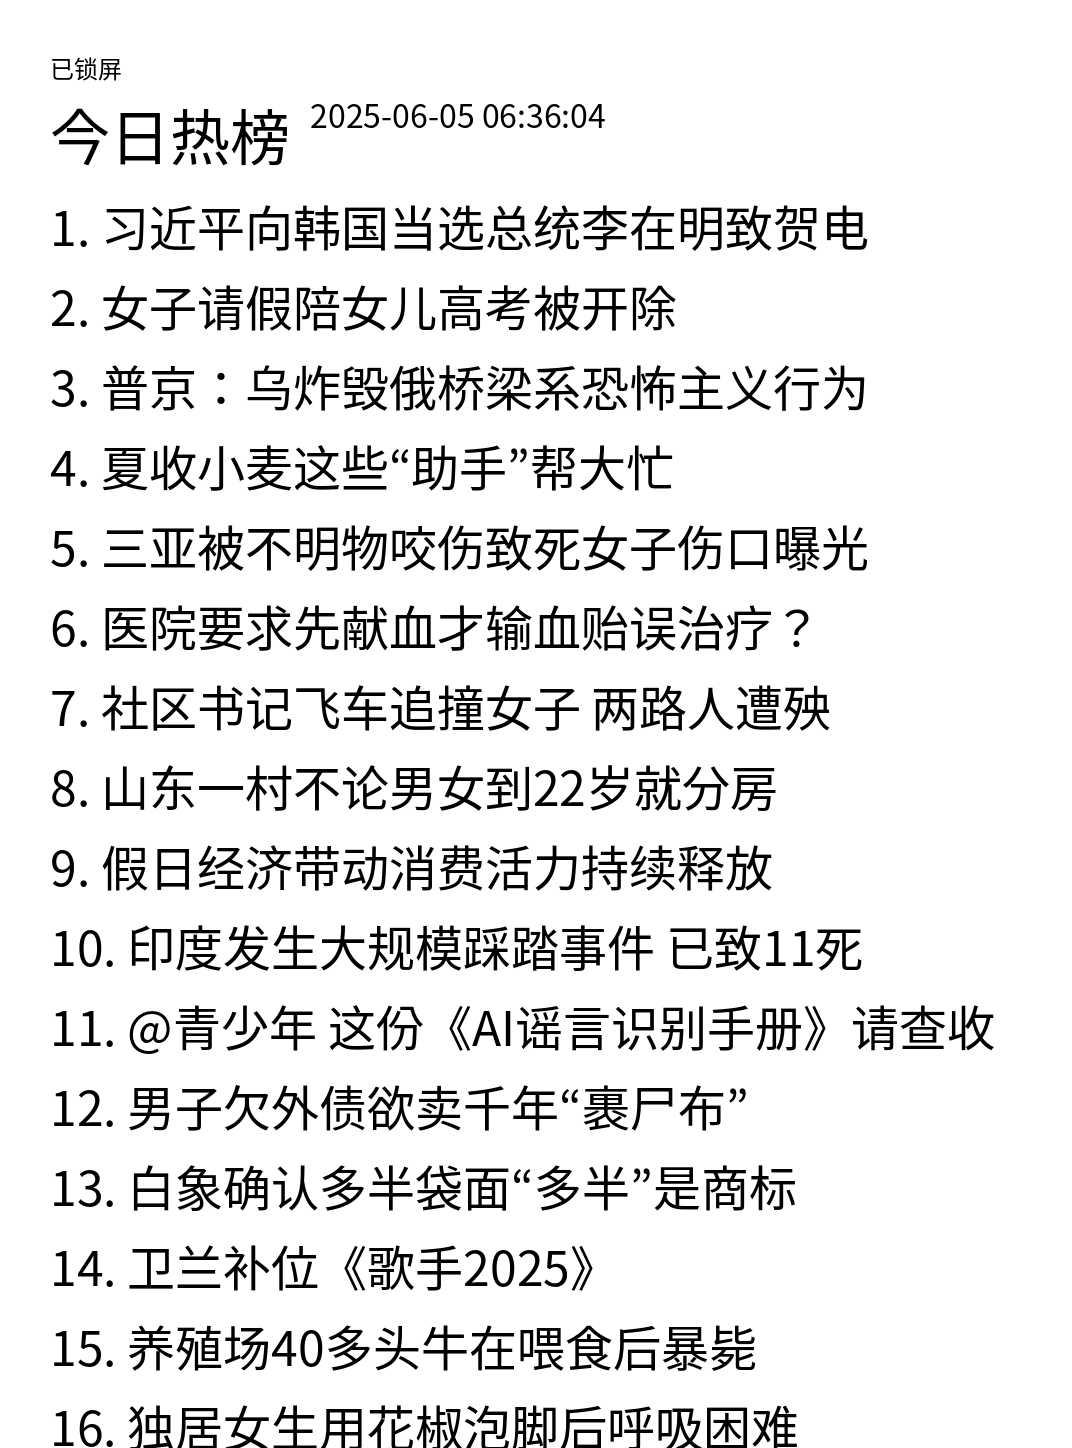 已锁屏
今日热榜 2025-06-05 06:36:04
1. 习近平向韩国当选总统李在明致贺电
2. 女子请假陪女儿高考被开除
3. 普京：乌炸毁俄桥梁系恐怖主义行为
4. 夏收小麦这些“助手”帮大忙
5. 三亚被不明物咬伤致死女子伤口曝光
6. 医院要求先献血才输血贻误治疗？
7. 社区书记飞车追撞女子 两路人遭殃
8. 山东一村不论男女到22岁就分房
9. 假日经济带动消费活力持续释放
10. 印度发生大规模踩踏事件 已致11死
11. @青少年 这份《AI谣言识别手册》请查收
12. 男子欠外债欲卖千年“裹尸布”
13. 白象确认多半袋面“多半”是商标
14. 卫兰补位《歌手2025》
15. 养殖场40多头牛在喂食后暴毙
16. 独居女生用花椒泡脚后呼吸困难